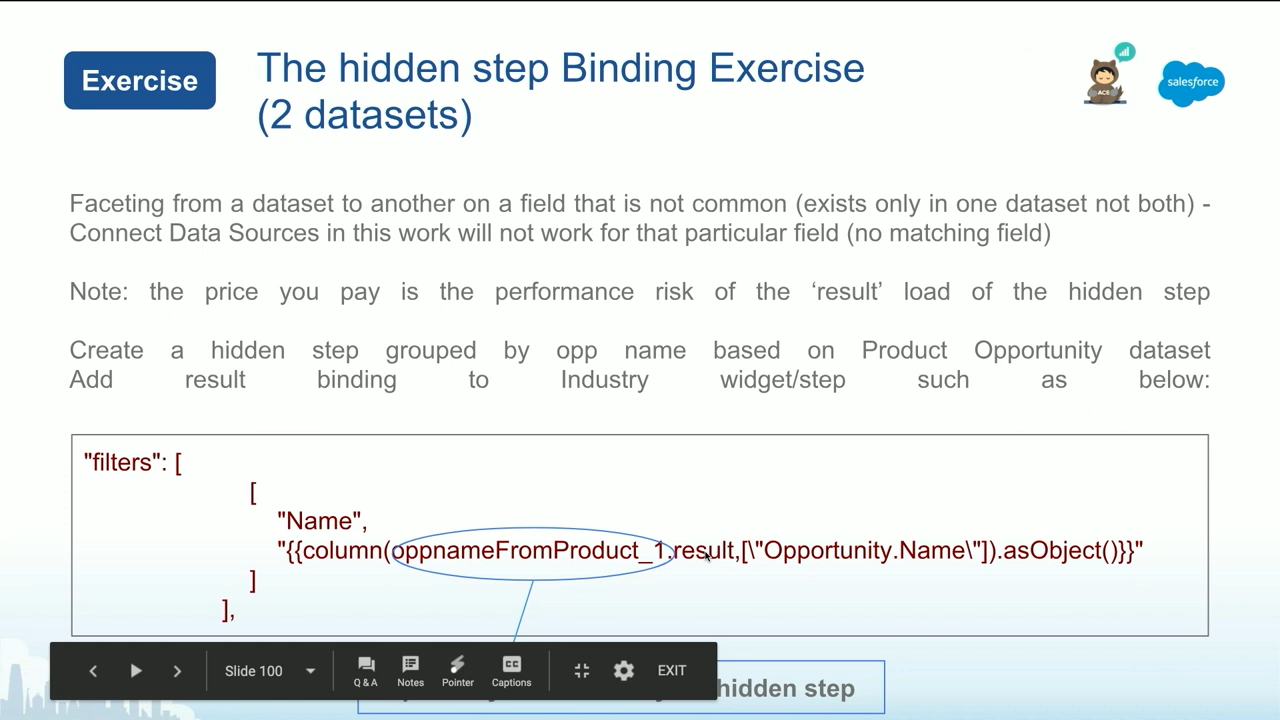 Exercise
The hidden step Binding Exercise
(2 datasets)
ACE
salesforce
Faceting from a dataset to another on a field that is not common (exists only in one dataset not both) -
Connect Data Sources in this work will not work for that particular field (no matching field)
Note: the price you pay is the performance risk of the ‘result’ load of the hidden step
Create a hidden step grouped by opp name based on Product Opportunity dataset
Add result binding to Industry widget/step such as below:
"filters": [
[
"Name",
"{{column(oppnameFromProduct_1.result,[\"Opportunity.Name\"]).asObject()}}"
]
],
Slide 100
Q & A
Notes
Pointer
CC
Captions
EXIT
hidden step